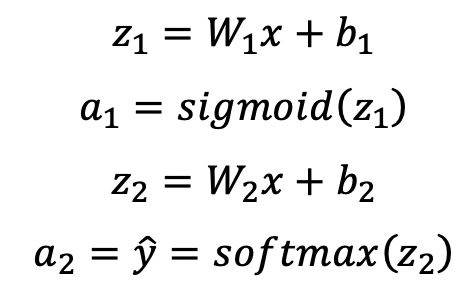 z₁ = W₁x + b₁
a₁ = sigmoid(z₁)
z₂ = W₂x + b₂
a₂ = ŷ = softmax(z₂)